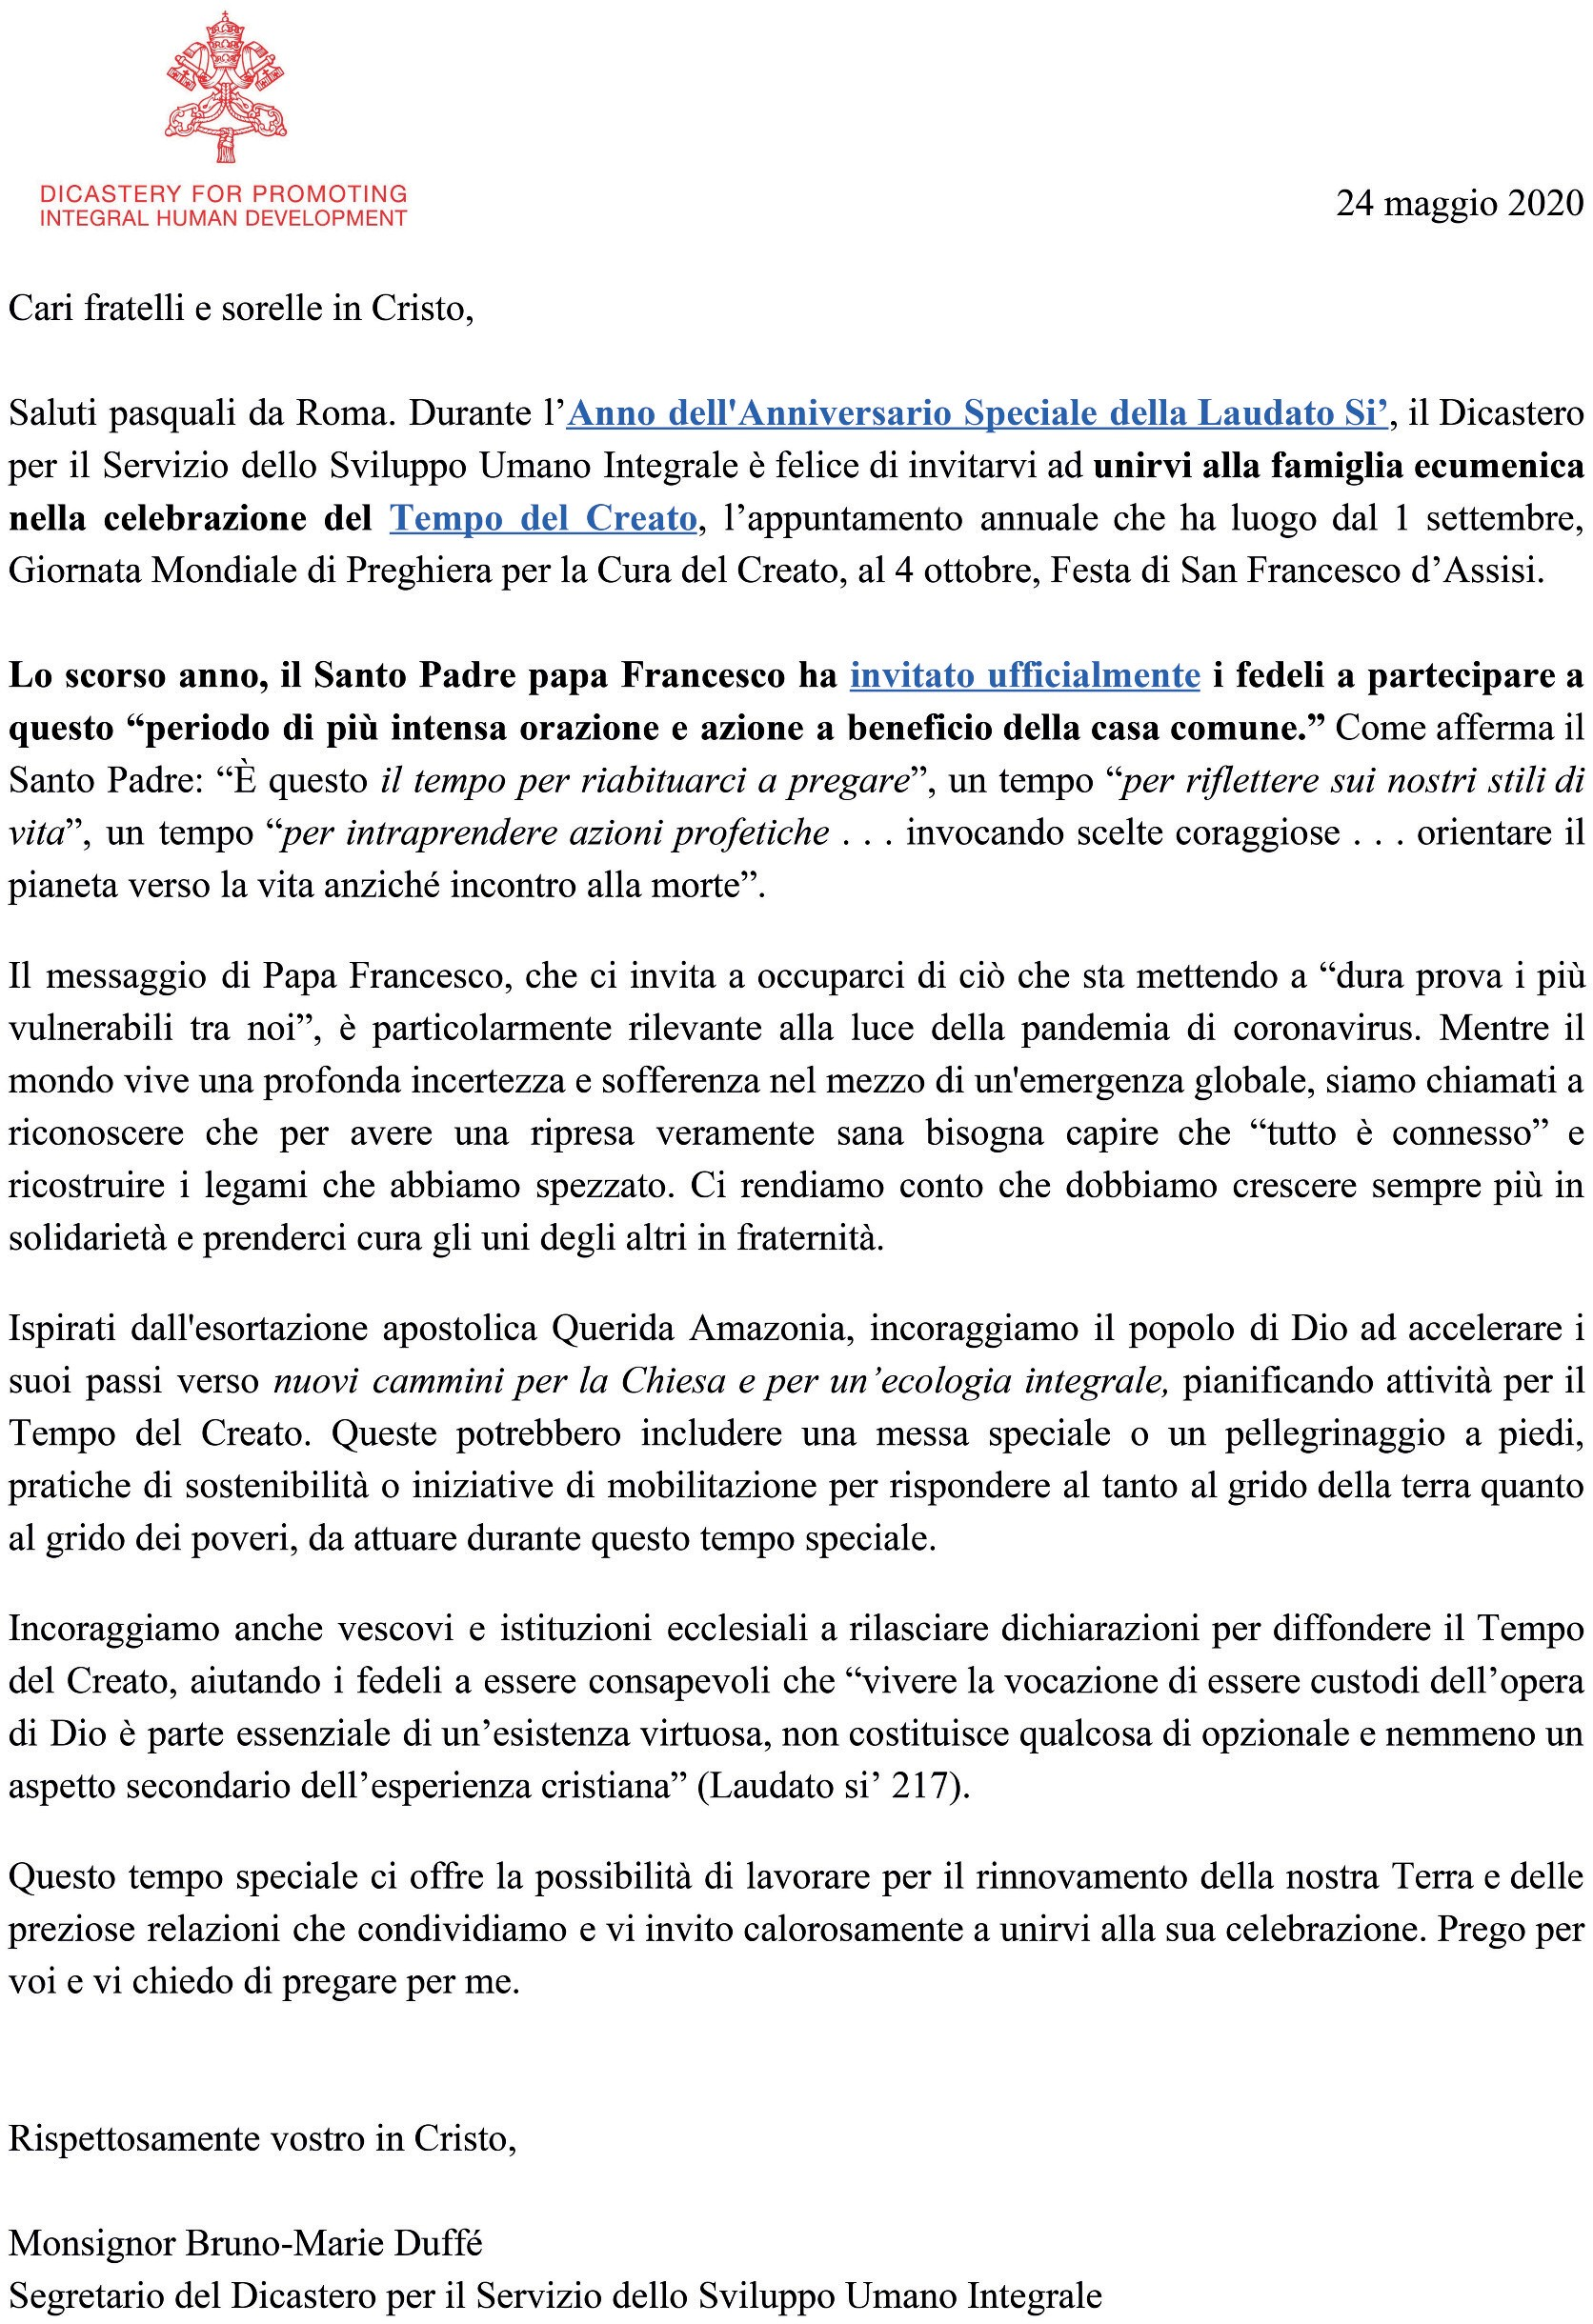 DICASTERY FOR PROMOTING
INTEGRAL HUMAN DEVELOPMENT
24 maggio 2020
Cari fratelli e sorelle in Cristo,
Saluti pasquali da Roma. Durante l’Anno dell'Anniversario Speciale della Laudato Si’, il Dicastero
per il Servizio dello Sviluppo Umano Integrale è felice di invitarvi ad unirvi alla famiglia ecumenica
nella celebrazione del Tempo del Creato, l’appuntamento annuale che ha luogo dal 1 settembre,
Giornata Mondiale di Preghiera per la Cura del Creato, al 4 ottobre, Festa di San Francesco d’Assisi.
Lo scorso anno, il Santo Padre papa Francesco ha invitato ufficialmente i fedeli a partecipare a
questo “periodo di più intensa orazione e azione a beneficio della casa comune.” Come afferma il
Santo Padre: “È questo il tempo per riabituarci a pregare”, un tempo “per riflettere sui nostri stili di
vita”, un tempo “per intraprendere azioni profetiche . . . invocando scelte coraggiose . . . orientare il
pianeta verso la vita anziché incontro alla morte”.
Il messaggio di Papa Francesco, che ci invita a occuparci di ciò che sta mettendo a “dura prova i più
vulnerabili tra noi”, è particolarmente rilevante alla luce della pandemia di coronavirus. Mentre il
mondo vive una profonda incertezza e sofferenza nel mezzo di un'emergenza globale, siamo chiamati a
riconoscere che per avere una ripresa veramente sana bisogna capire che “tutto è connesso” e
ricostruire i legami che abbiamo spezzato. Ci rendiamo conto che dobbiamo crescere sempre più in
solidarietà e prenderci cura gli uni degli altri in fraternità.
Ispirati dall'esortazione apostolica Querida Amazonia, incoraggiamo il popolo di Dio ad accelerare i
suoi passi verso nuovi cammini per la Chiesa e per un’ecologia integrale, pianificando attività per il
Tempo del Creato. Queste potrebbero includere una messa speciale o un pellegrinaggio a piedi,
pratiche di sostenibilità o iniziative di mobilitazione per rispondere al tanto al grido della terra quanto
al grido dei poveri, da attuare durante questo tempo speciale.
Incoraggiamo anche vescovi e istituzioni ecclesiali a rilasciare dichiarazioni per diffondere il Tempo
del Creato, aiutando i fedeli a essere consapevoli che “vivere la vocazione di essere custodi dell’opera
di Dio è parte essenziale di un’esistenza virtuosa, non costituisce qualcosa di opzionale e nemmeno un
aspetto secondario dell’esperienza cristiana” (Laudato si’ 217).
Questo tempo speciale ci offre la possibilità di lavorare per il rinnovamento della nostra Terra e delle
preziose relazioni che condividiamo e vi invito calorosamente a unirvi alla sua celebrazione. Prego per
voi e vi chiedo di pregare per me.
Rispettosamente vostro in Cristo,
Monsignor Bruno-Marie Duffé
Segretario del Dicastero per il Servizio dello Sviluppo Umano Integrale